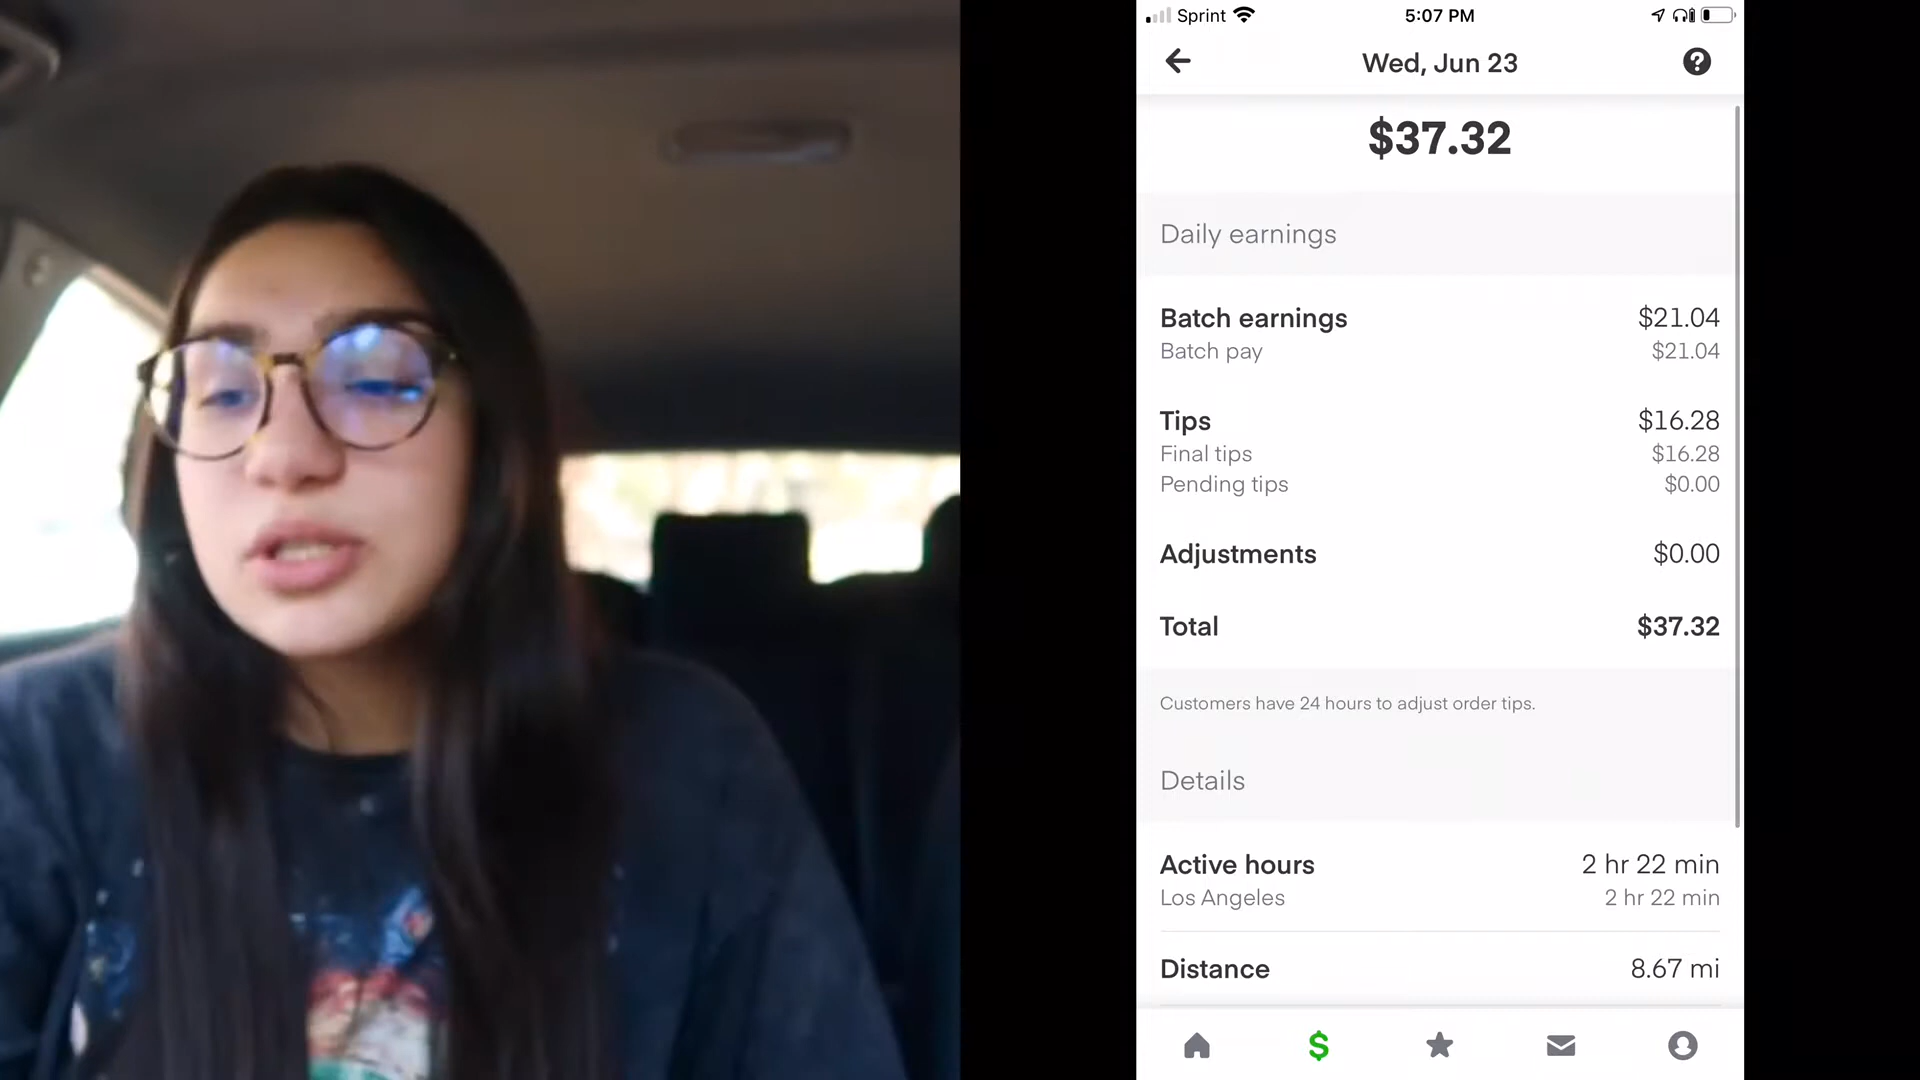 Sprint 5:07 PM
Wed, Jun 23
$37.32
Daily earnings
Batch earnings $21.04
Batch pay $21.04
Tips $16.28
Final tips $16.28
Pending tips $0.00
Adjustments $0.00
Total $37.32
Customers have 24 hours to adjust order tips.
Details
Active hours 2 hr 22 min
Los Angeles 2 hr 22 min
Distance 8.67 mi